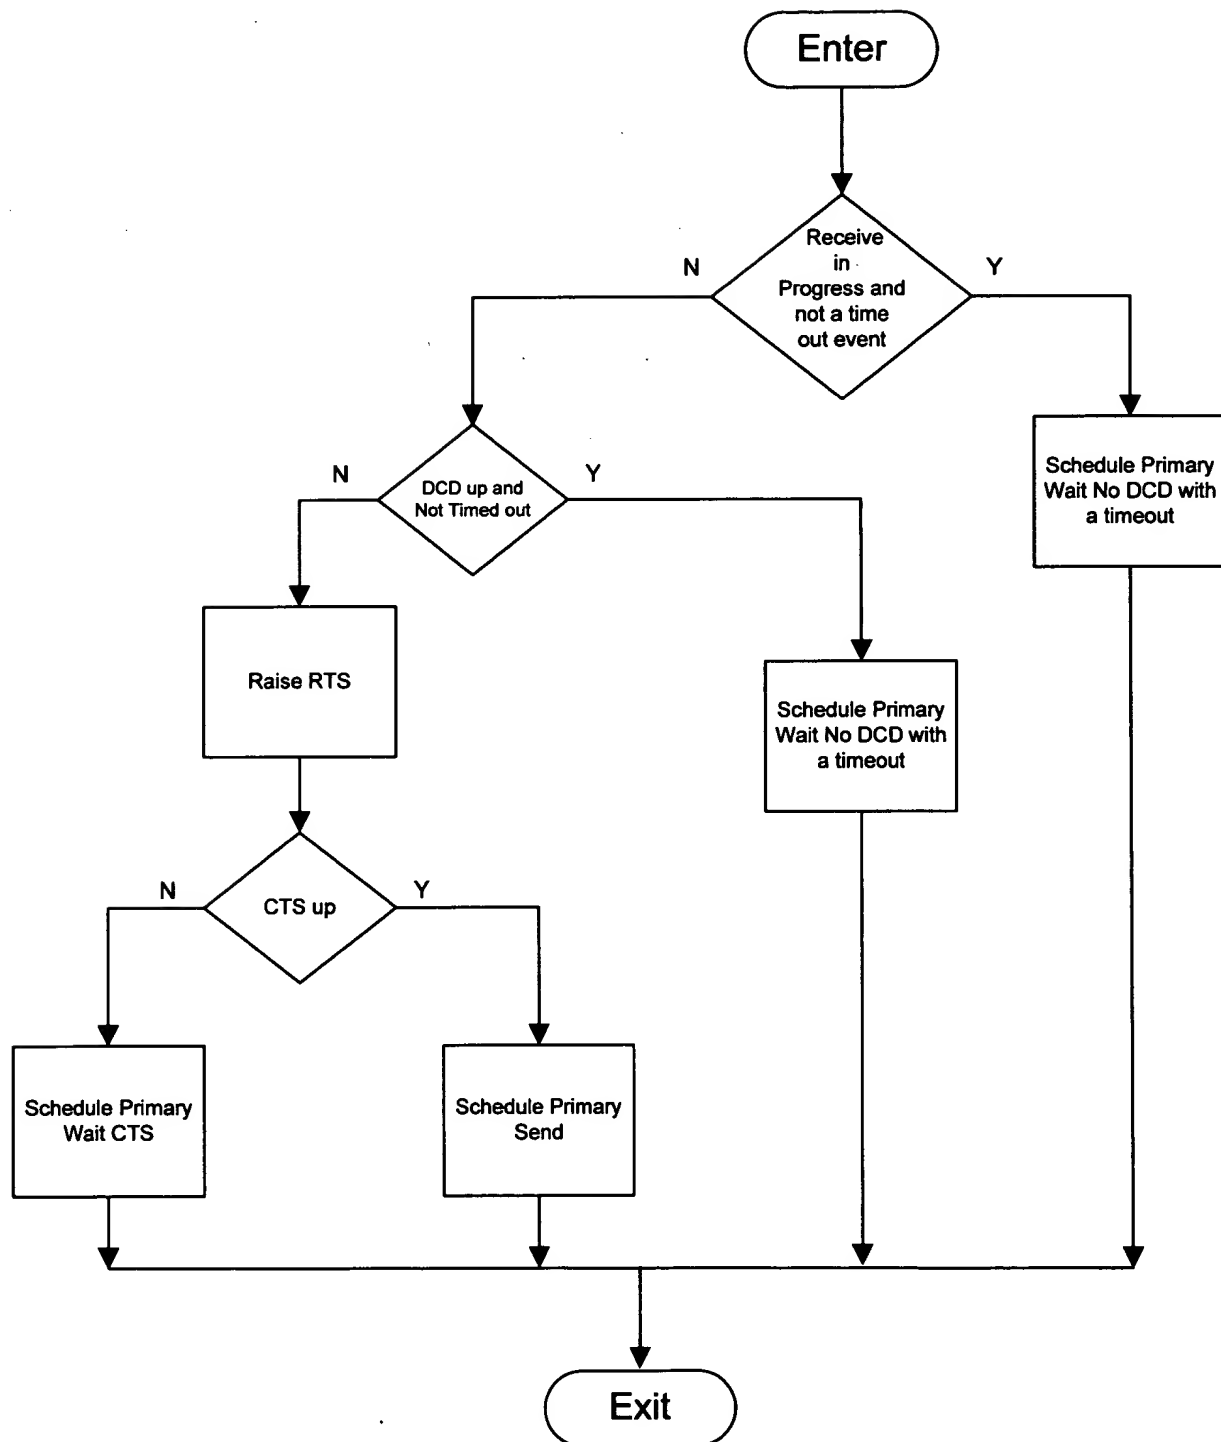 Enter
Receive
in
Progress and
not a time
out event
N
Y
Schedule Primary
Wait No DCD with
a timeout
DCD up and
Not Timed out
N
Y
Raise RTS
Schedule Primary
Wait No DCD with
a timeout
CTS up
N
Y
Schedule Primary
Wait CTS
Schedule Primary
Send
Exit